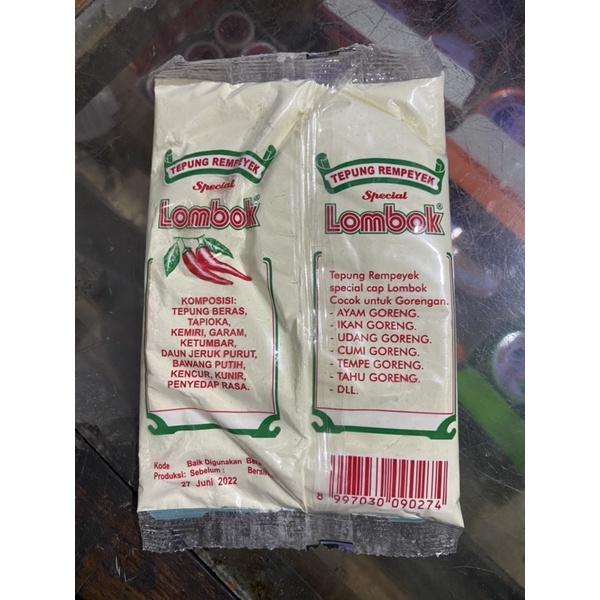 TEPUNG REMPEYEK
Special
Lombok®
KOMPOSISI:
TEPUNG BERAS,
TAPIOKA,
KEMIRI, GARAM,
KETUMBAR,
DAUN JERUK PURUT,
BAWANG PUTIH,
KENCUR, KUNIR,
PENYEDAP RASA.
Kode Baik Digunakan
Produksi: Sebelum :
27 Juni 2022
TEPUNG REMPEYEK
Special
Lombok®
Tepung Rempeyek
special cap Lombok
Cocok untuk Gorengan.
- AYAM GORENG.
- IKAN GORENG.
- UDANG GORENG.
- CUMI GORENG.
- TEMPE GORENG.
- TAHU GORENG.
- DLL.
8 997030 090274